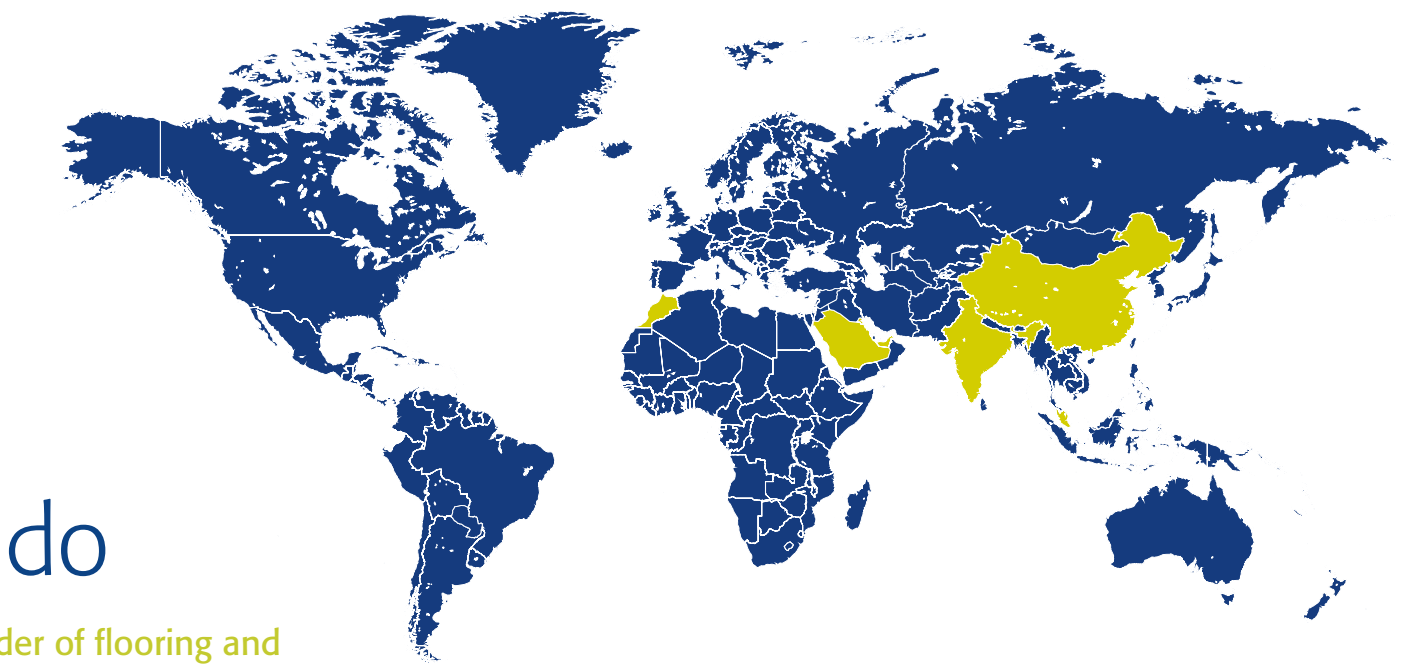 do
der of flooring and